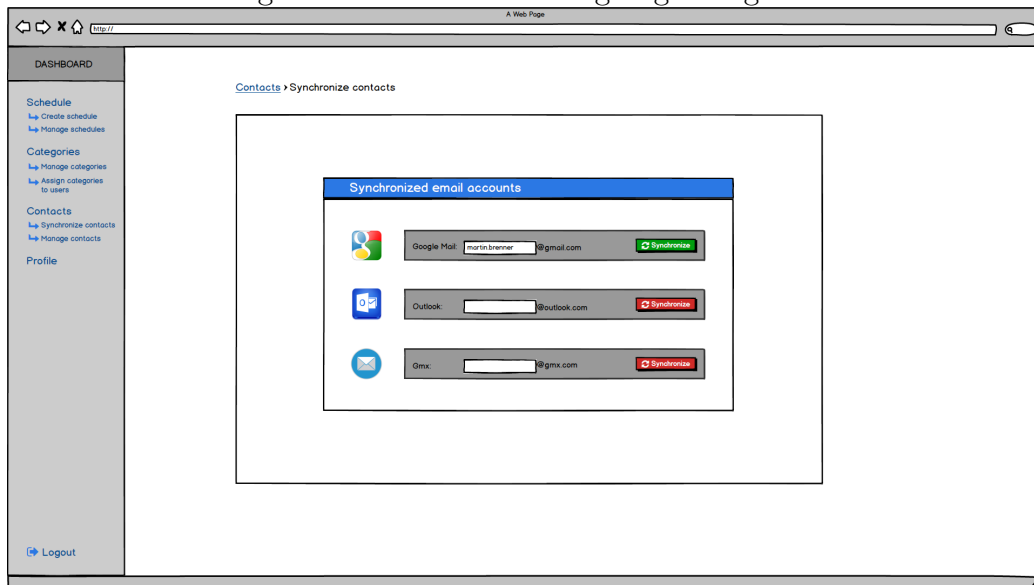 A Web Page
http://
DASHBOARD
Contacts › Synchronize contacts
Schedule
Create schedule
Manage schedules
Categories
Manage categories
Assign categories
to users
Contacts
Synchronize contacts
Manage contacts
Profile
Logout
Synchronized email accounts
Google Mail: martin.brenner @gmail.com Synchronize
Outlook: @outlook.com Synchronize
Gmx: @gmx.com Synchronize